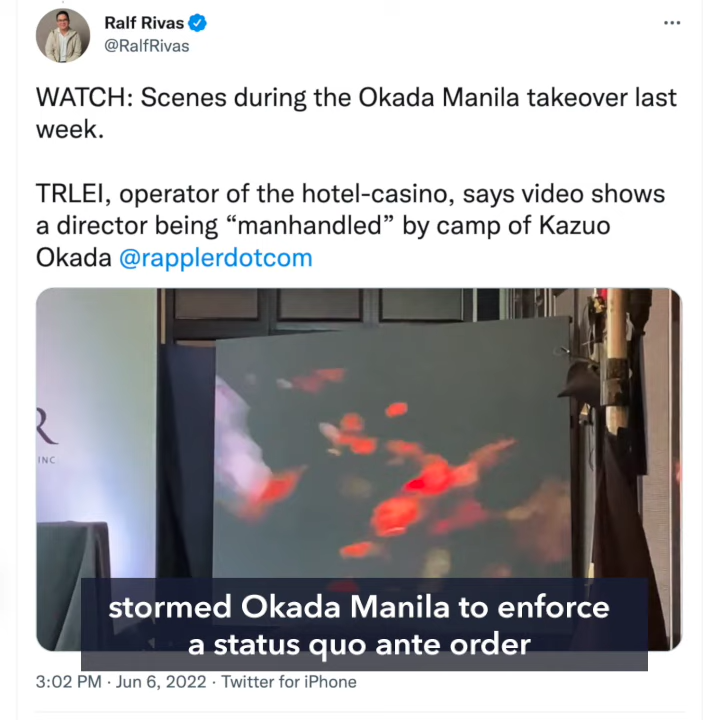 Ralf Rivas
@RalfRivas
WATCH: Scenes during the Okada Manila takeover last
week.
TRLEI, operator of the hotel-casino, says video shows
a director being “manhandled” by camp of Kazuo
Okada @rapplerdotcom
R
INC
stormed Okada Manila to enforce
a status quo ante order
3:02 PM · Jun 6, 2022 · Twitter for iPhone